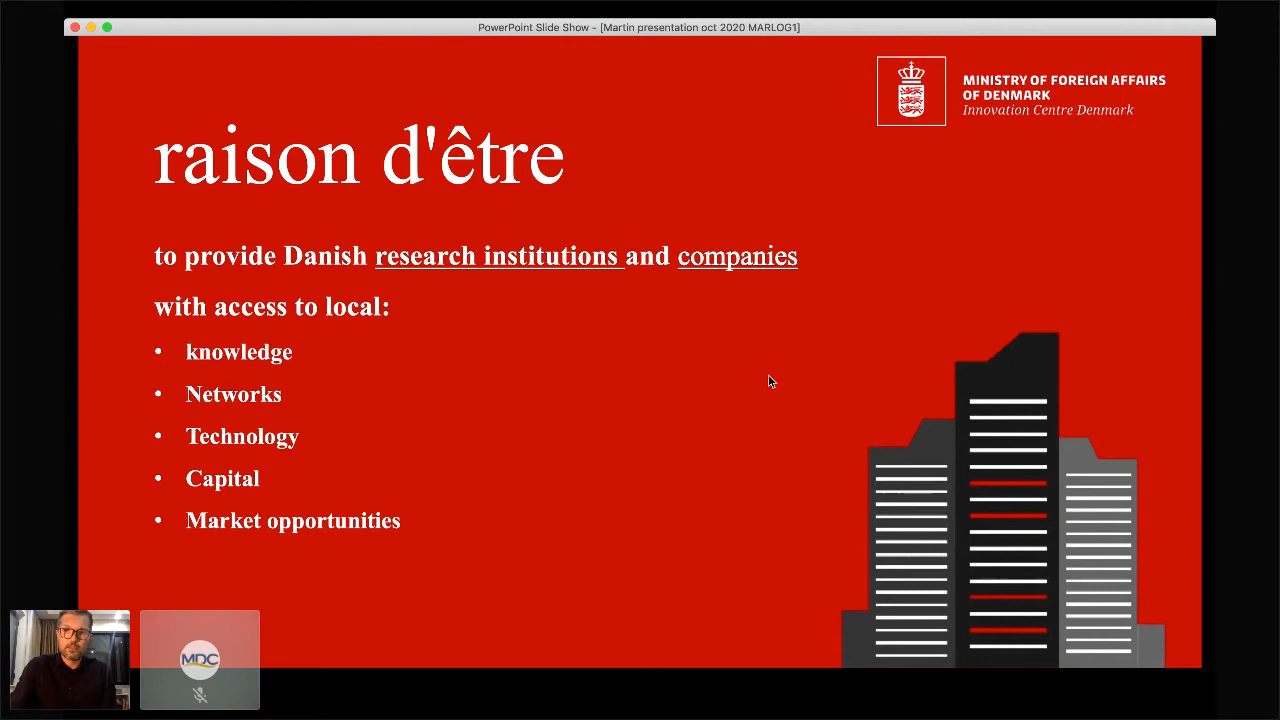 PowerPoint Slide Show - [Martin presentation oct 2020 MARLOG1]
MINISTRY OF FOREIGN AFFAIRS
OF DENMARK
Innovation Centre Denmark
raison d'être
to provide Danish research institutions and companies
with access to local:
• knowledge
• Networks
• Technology
• Capital
• Market opportunities
MDC